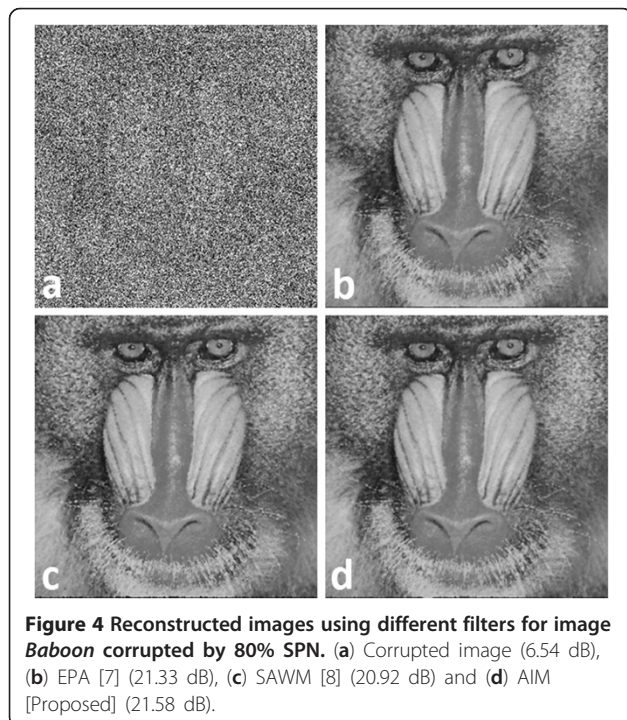 a
b
c
d
Figure 4 Reconstructed images using different filters for image
Baboon corrupted by 80% SPN. (a) Corrupted image (6.54 dB),
(b) EPA [7] (21.33 dB), (c) SAWM [8] (20.92 dB) and (d) AIM
[Proposed] (21.58 dB).